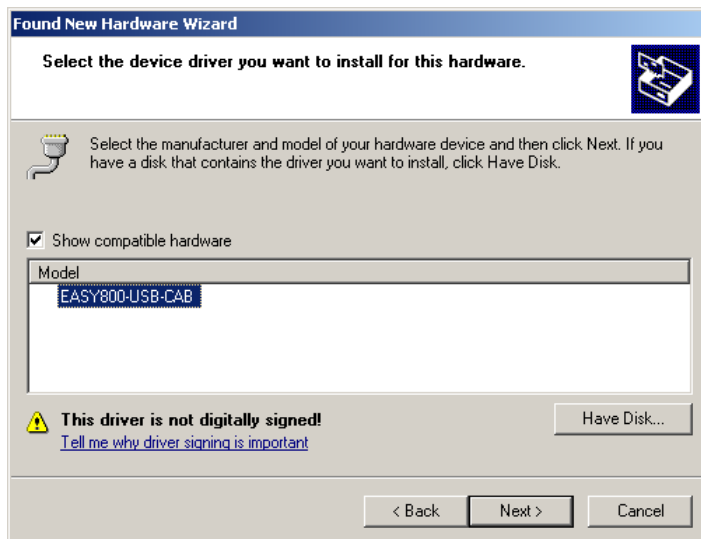 Found New Hardware Wizard
Select the device driver you want to install for this hardware.
Select the manufacturer and model of your hardware device and then click Next. If you
have a disk that contains the driver you want to install, click Have Disk.
Show compatible hardware
Model
EASY800-USB-CAB
This driver is not digitally signed!
Have Disk...
Tell me why driver signing is important
< Back
Next >
Cancel